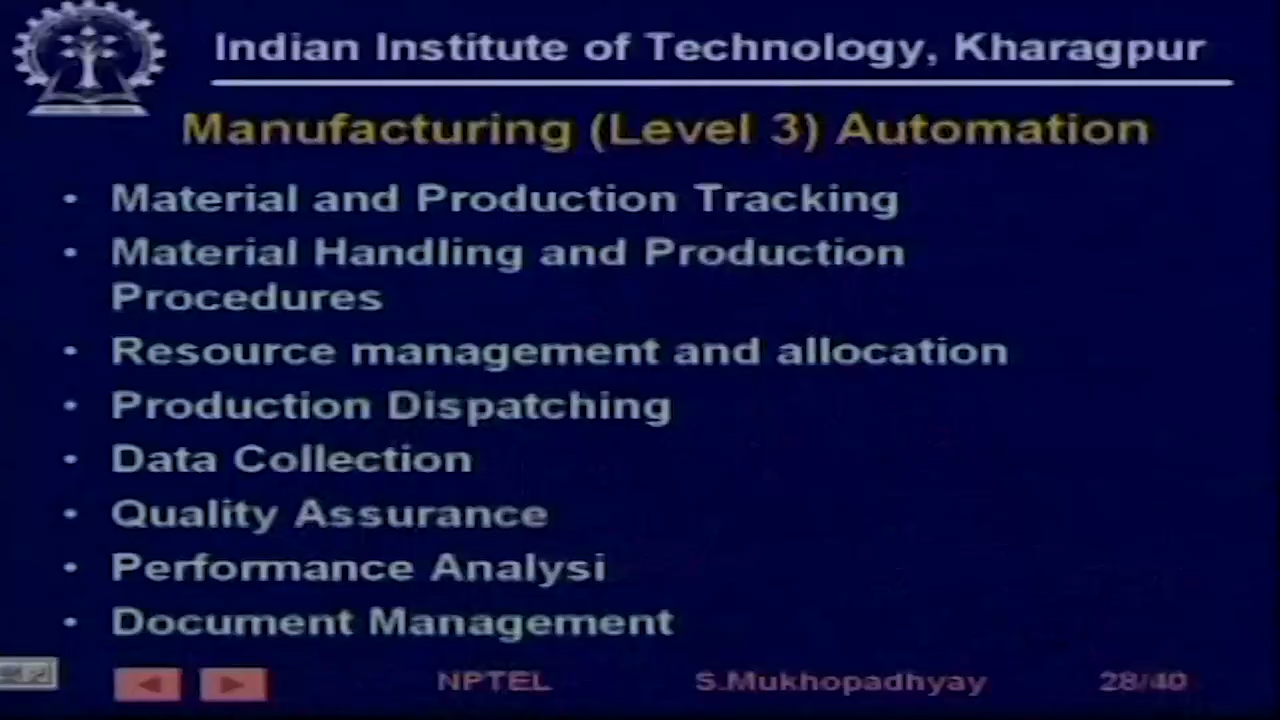 Indian Institute of Technology, Kharagpur
Manufacturing (Level 3) Automation
• Material and Production Tracking
• Material Handling and Production
Procedures
• Resource management and allocation
• Production Dispatching
• Data Collection
• Quality Assurance
• Performance Analysi
• Document Management
NPTEL S.Mukhopadhyay 28/40